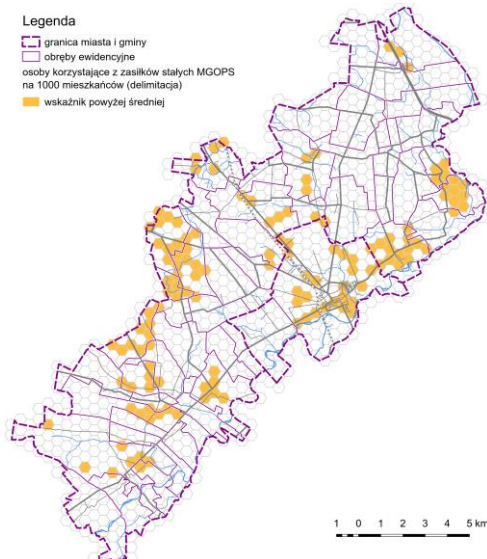 Legenda
granica miasta i gminy
obręby ewidencyjne
osoby korzystające z zasiłków stałych MGOPS
na 1000 mieszkańców (delimitacja)
wskaźnik powyżej średniej
1 0 1 2 3 4 5 km